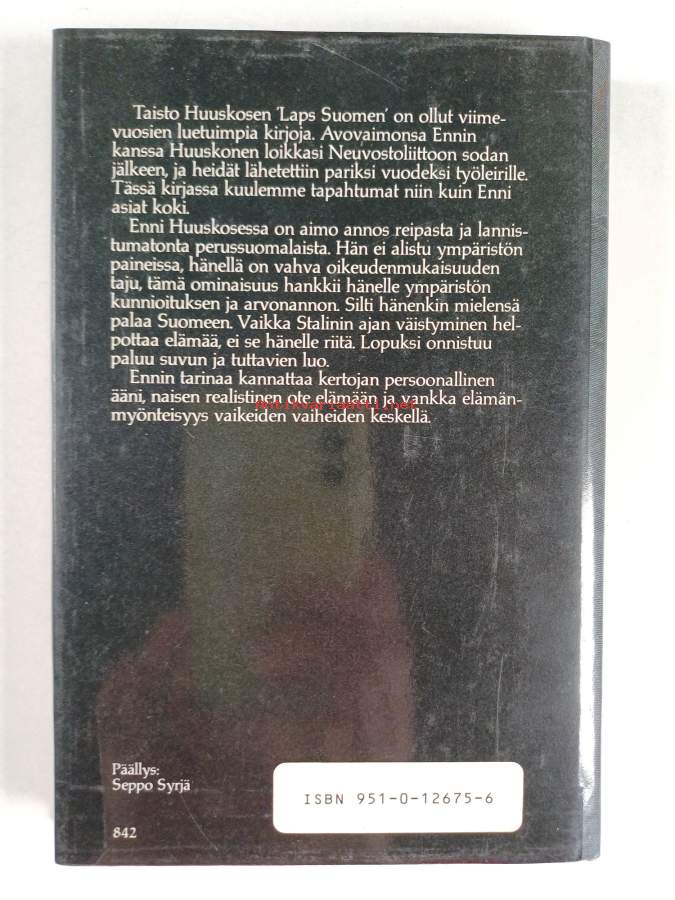 Taisto Huuskosen 'Laps Suomen' on ollut viime-
vuosien luetuimpia kirjoja. Avovaimonsa Ennin
kanssa Huuskonen loikkasi Neuvostoliittoon sodan
jälkeen, ja heidät lähetettiin pariksi vuodeksi työleirille.
Tässä kirjassa kuulemme tapahtumat niin kuin Enni
asiat koki.
Enni Huuskosessa on aimo annos reipasta ja lannis-
tumatonta perussuomalaista. Hän ei alistu ympäristön
paineissa, hänellä on vahva oikeudenmukaisuuden
taju, tämä ominaisuus hankkii hänelle ympäristön
kunnioituksen ja arvonannon. Silti hänenkin mielensä
palaa Suomeen. Vaikka Stalinin ajan väistyminen hel-
pottaa elämää, ei se hänelle riitä. Lopuksi onnistuu
paluu suvun ja tuttavien luo.
Ennin tarinaa kannattaa kertojan persoonallinen
ääni, naisen realistinen ote elämään ja vankka elämän-
antikvariaatti.net
myönteisyys vaikeiden vaiheiden keskellä.
Päällys:
Seppo Syrjä
ISBN 951-0-12675-6
842